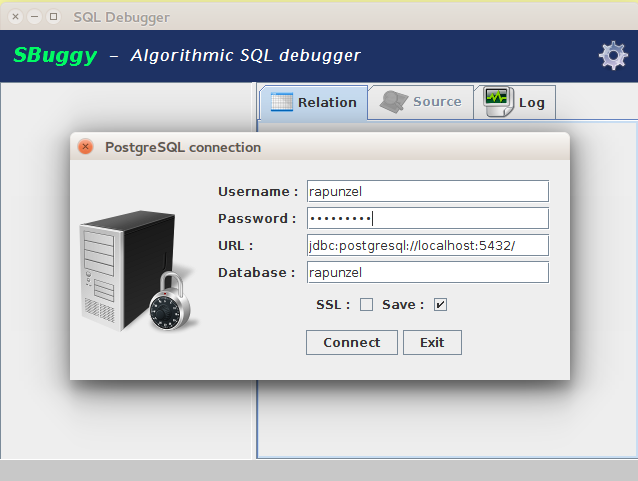 SQL Debugger
SBuggy – Algorithmic SQL debugger
Relation Source Log
PostgreSQL connection
Username : rapunzel
Password : •••••••••
URL : jdbc:postgresql://localhost:5432/
Database : rapunzel
SSL : Save :
Connect Exit